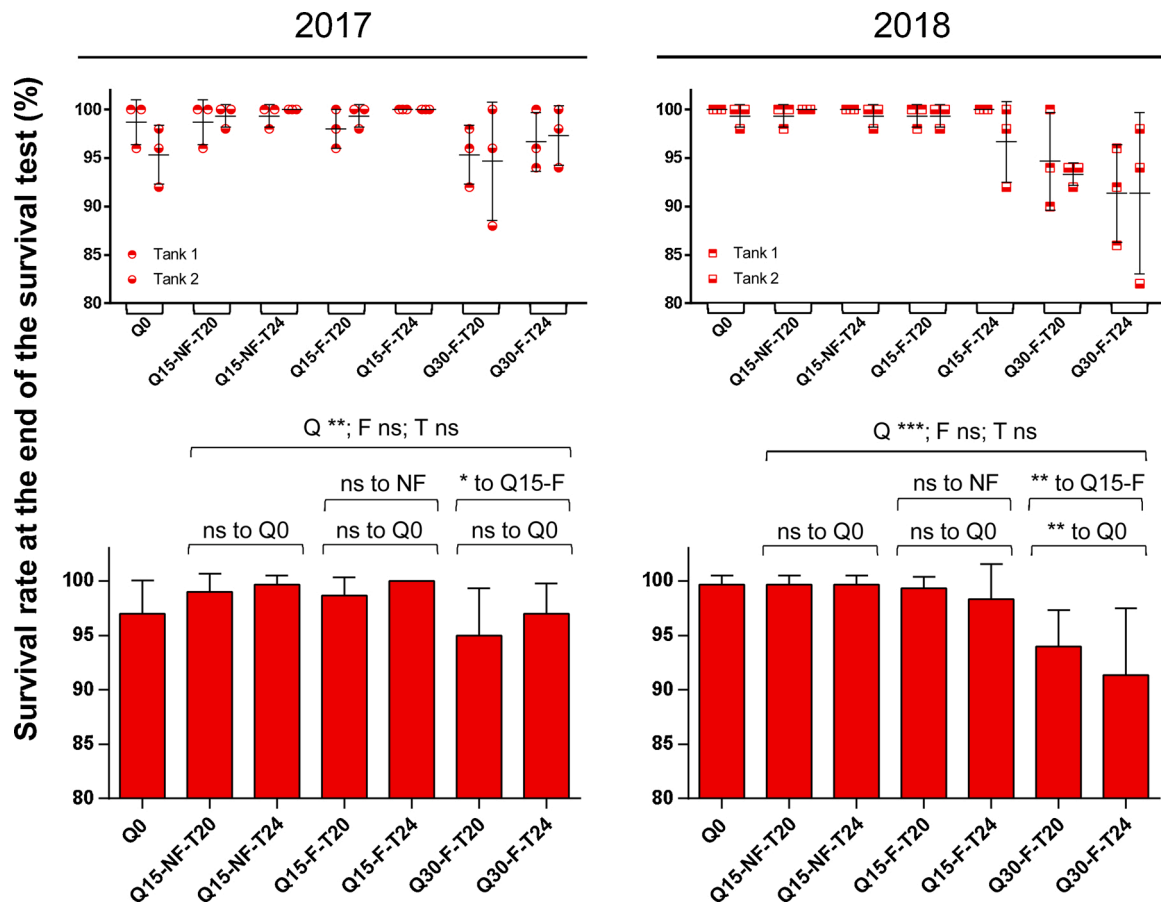 2017
2018
Survival rate at the end of the survival test (%)
100
95
90
85
80
Tank 1
Tank 2
Q0
Q15-NF-T20
Q15-NF-T24
Q15-F-T20
Q15-F-T24
Q30-F-T20
Q30-F-T24
100
95
90
85
80
Tank 1
Tank 2
Q0
Q15-NF-T20
Q15-NF-T24
Q15-F-T20
Q15-F-T24
Q30-F-T20
Q30-F-T24
Q **; F ns; T ns
ns to NF
* to Q15-F
ns to Q0
ns to Q0
ns to Q0
100
95
90
85
80
Q0
Q15-NF-T20
Q15-NF-T24
Q15-F-T20
Q15-F-T24
Q30-F-T20
Q30-F-T24
Q ***; F ns; T ns
ns to NF
** to Q15-F
ns to Q0
ns to Q0
** to Q0
100
95
90
85
80
Q0
Q15-NF-T20
Q15-NF-T24
Q15-F-T20
Q15-F-T24
Q30-F-T20
Q30-F-T24